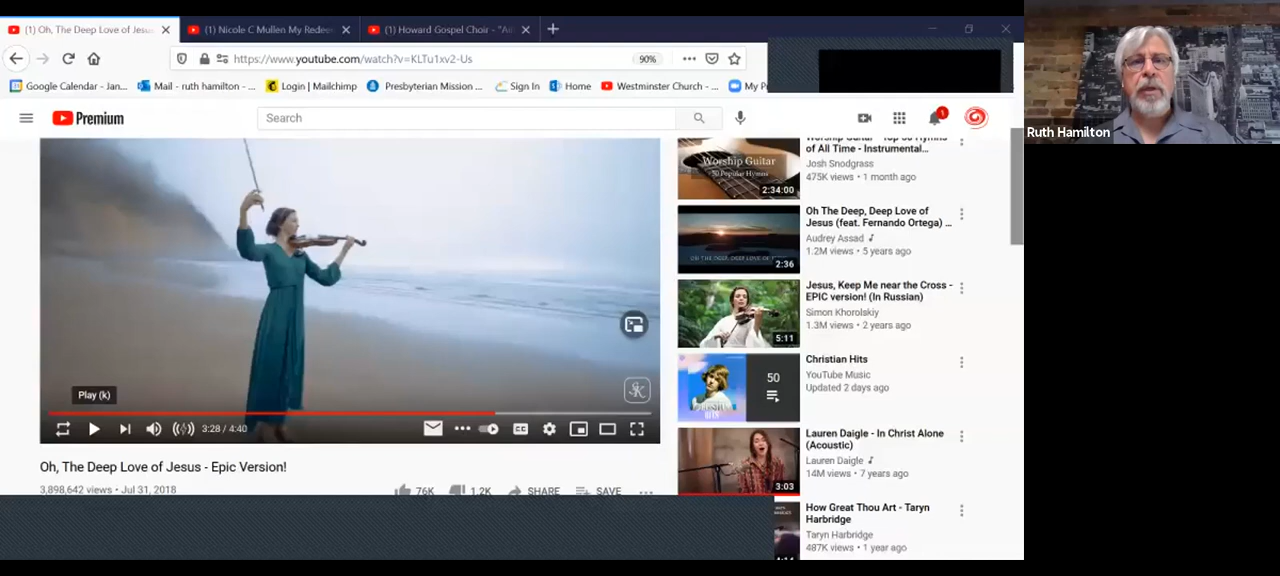 (1) Oh, The Deep Love of Jesus
(1) Nicole C Mullen My Rede
(1) Howard Gospel Choir - "Ai
https://www.youtube.com/watch?v=KLTu1xv2-Us
90%
Google Calendar - Jan...
Mail - ruth hamilton - ...
Login | Mailchimp
Presbyterian Mission ...
Sign In
Home
Westminster Church - ...
My P
Ruth Hamilton
Premium
Search
1
Worship Guitar - Top 50 Hymns
of All Time - Instrumental...
Josh Snodgrass
475K views • 1 month ago
Worship Guitar
50 Popular Hymns
2:34:00
Oh The Deep, Deep Love of
Jesus (feat. Fernando Ortega) ...
Audrey Assad
1.2M views • 5 years ago
OH THE DEEP, DEEP LOVE OF JESUS
2:36
Jesus, Keep Me near the Cross -
EPIC version! (In Russian)
Simon Khorolskiy
1.3M views • 2 years ago
5:11
Christian Hits
YouTube Music
Updated 2 days ago
50
Lauren Daigle - In Christ Alone
(Acoustic)
Lauren Daigle
14M views • 7 years ago
3:03
How Great Thou Art - Taryn
Harbridge
Taryn Harbridge
487K views • 1 year ago
4:14
Play (k)
SK
3:28 / 4:40
CC
Oh, The Deep Love of Jesus - Epic Version!
3,898,642 views • Jul 31, 2018
76K
1.2K
SHARE
SAVE